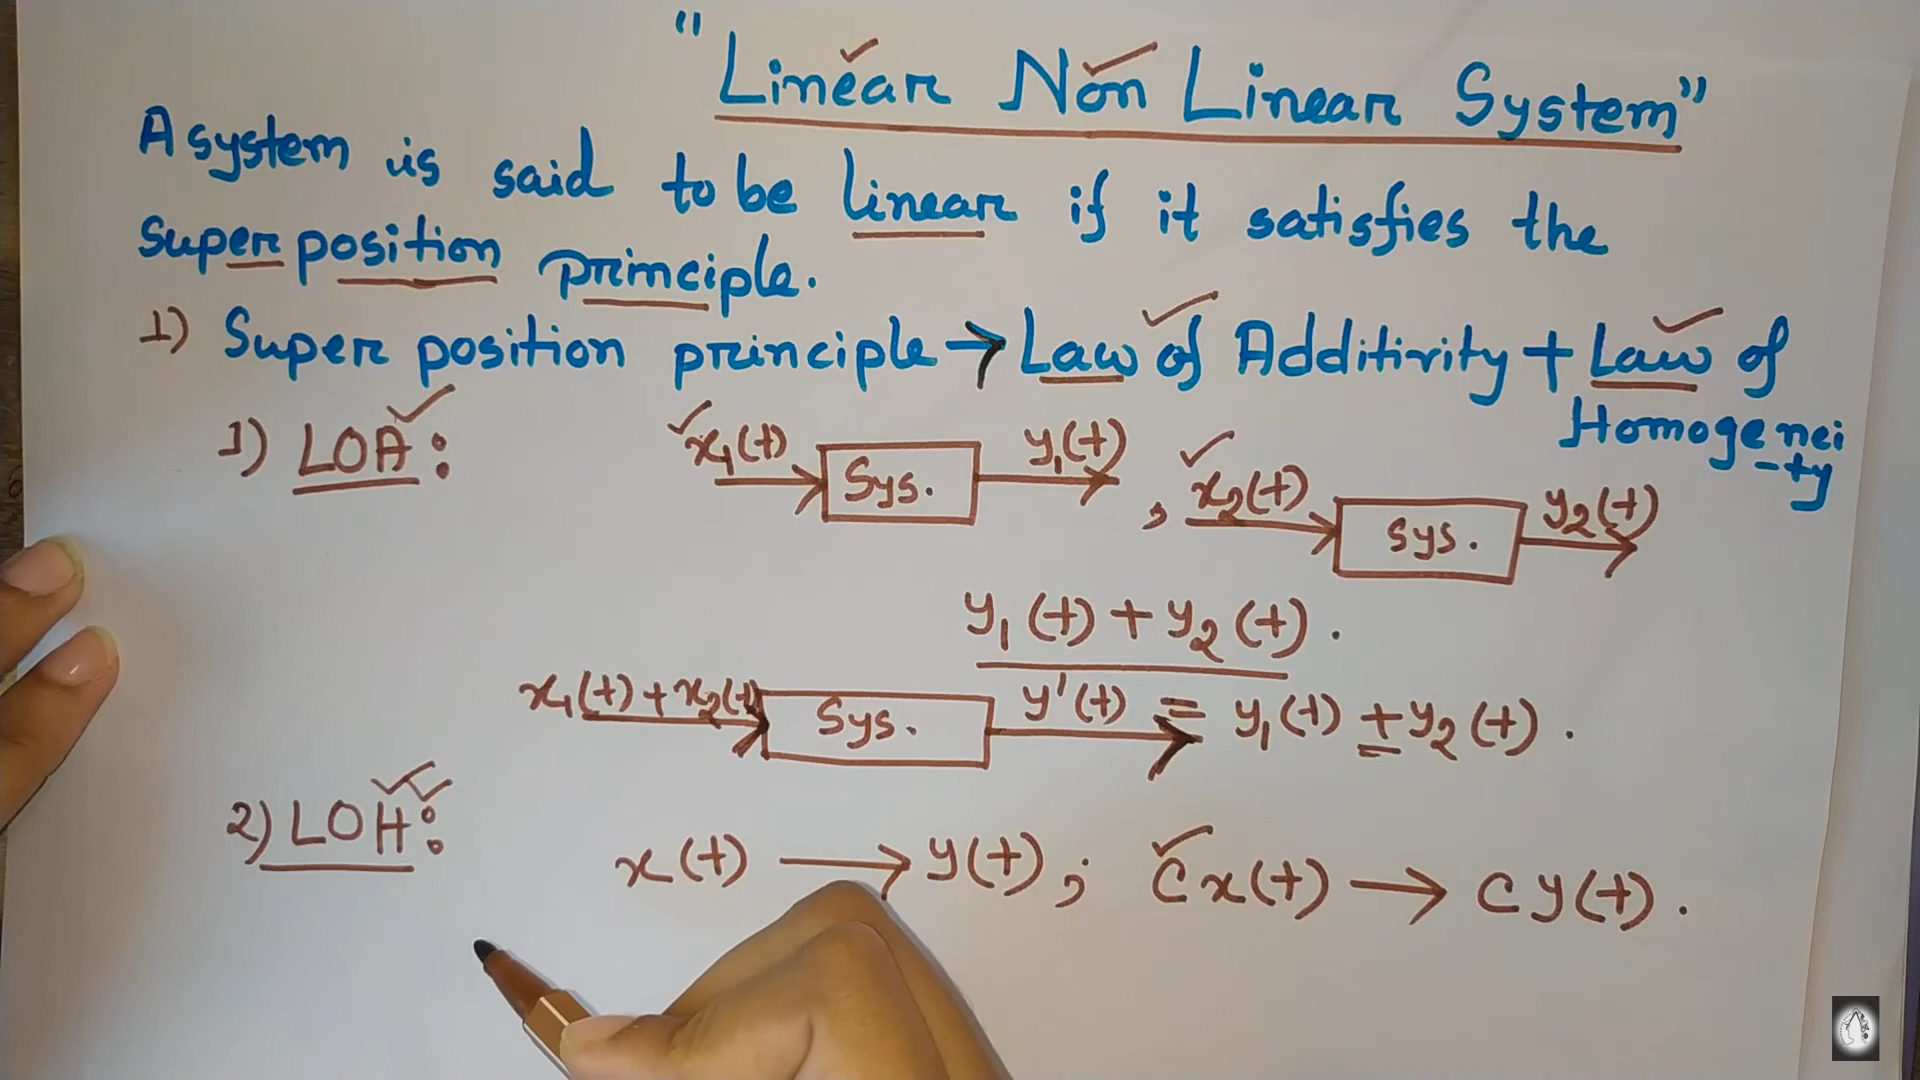 "Linear Non Linear System"
A system is said to be linear if it satisfies the
Super position principle.
1) Super position principle → Law of Additivity + Law of
Homogenei
-ty
1) LOA :
x₁(t) Sys. y₁(t) , x₂(t) Sys. y₂(t)
y₁(t) + y₂(t) .
x₁(t) + x₂(t) Sys. y'(t) = y₁(t) + y₂(t) .
2) LOH :
x(t) → y(t) ; C x(t) → C y(t) .